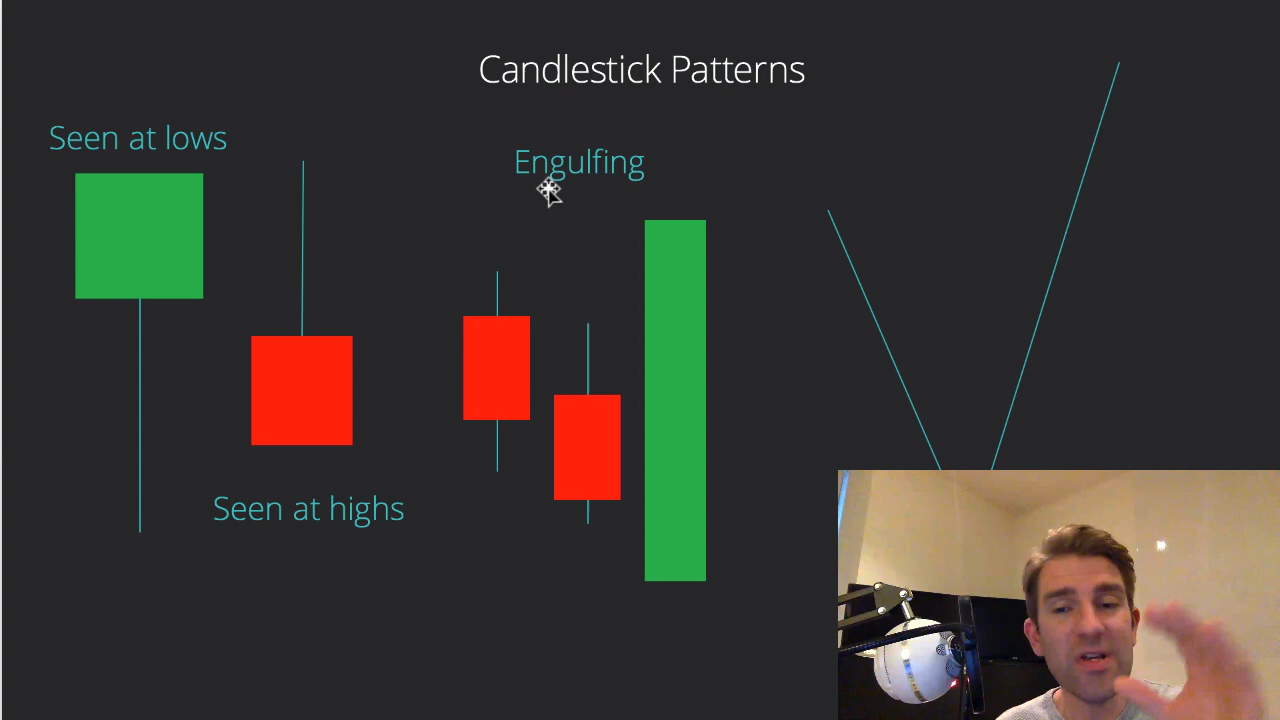 Candlestick Patterns
Seen at lows
Engulfing
Seen at highs